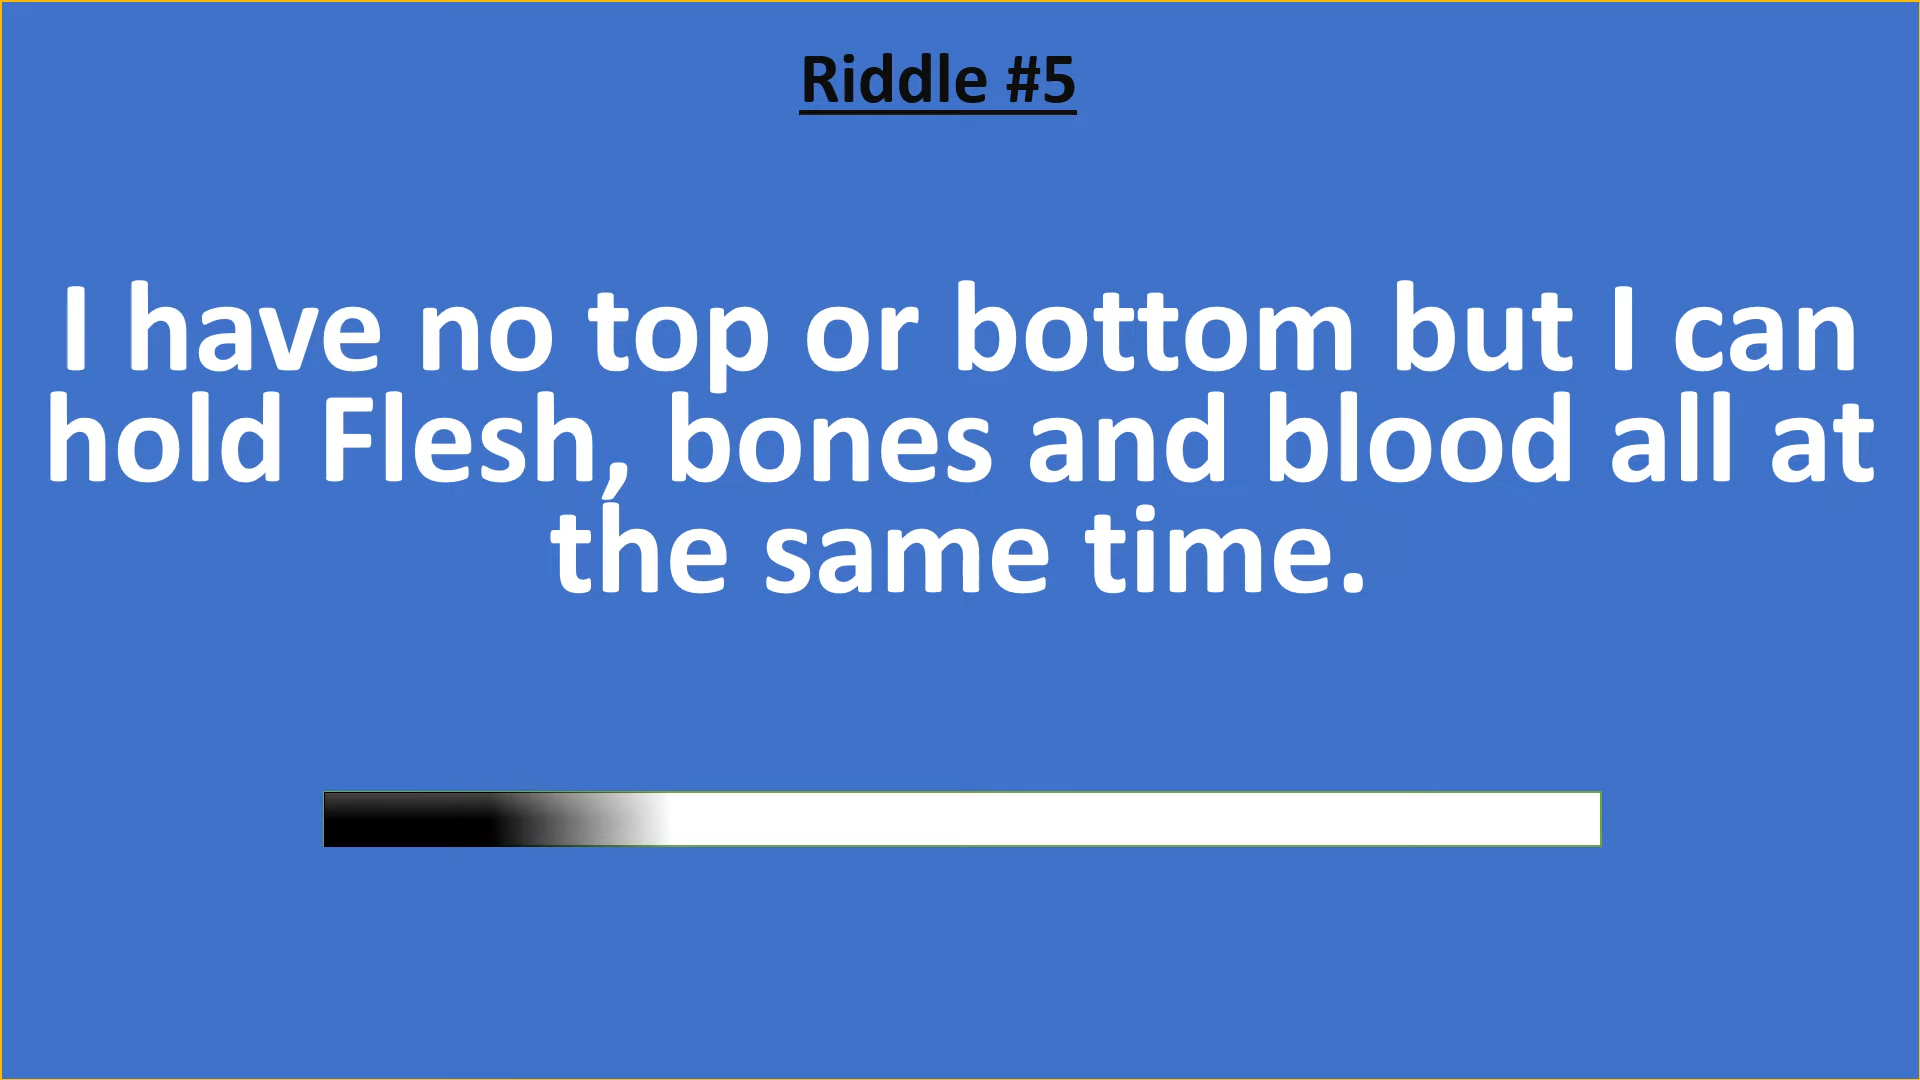 Riddle #5
I have no top or bottom but I can
hold Flesh, bones and blood all at
the same time.